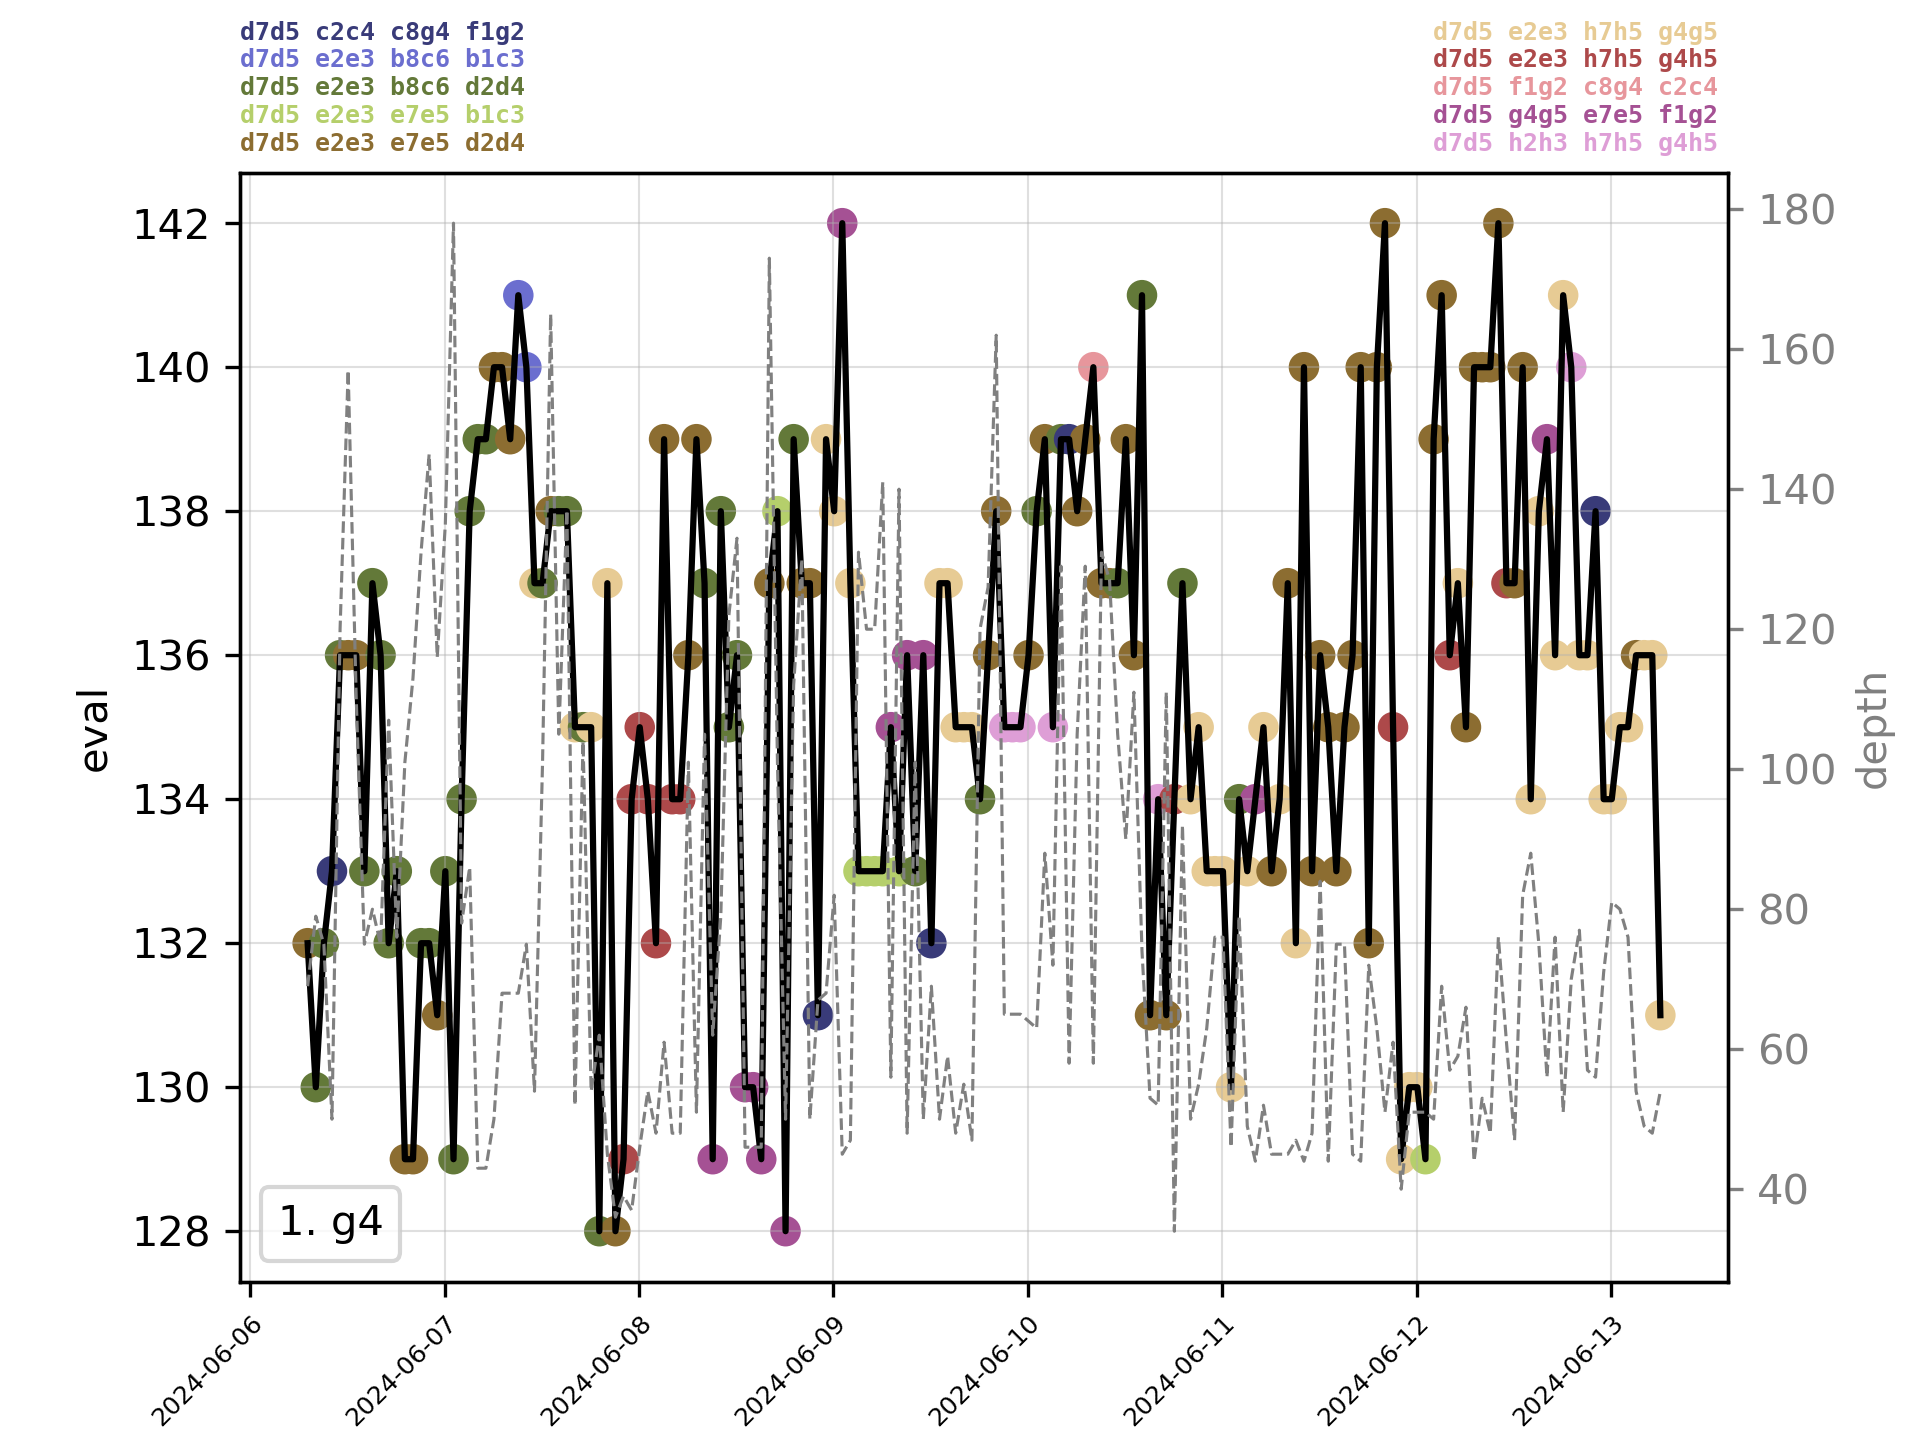 d7d5 c2c4 c8g4 f1g2
d7d5 e2e3 b8c6 b1c3
d7d5 e2e3 b8c6 d2d4
d7d5 e2e3 e7e5 b1c3
d7d5 e2e3 e7e5 d2d4
d7d5 e2e3 h7h5 g4g5
d7d5 e2e3 h7h5 g4h5
d7d5 f1g2 c8g4 c2c4
d7d5 g4g5 e7e5 f1g2
d7d5 h2h3 h7h5 g4h5
142
140
138
136
134
132
130
128
eval
180
160
140
120
100
80
60
40
depth
1. g4
2024-06-06
2024-06-07
2024-06-08
2024-06-09
2024-06-10
2024-06-11
2024-06-12
2024-06-13